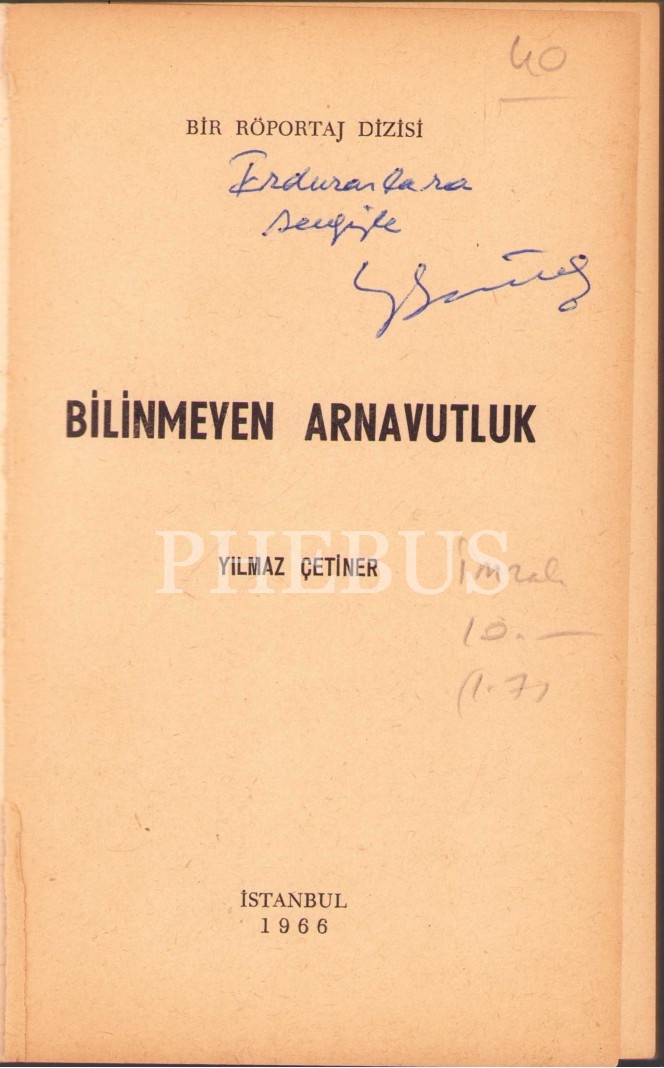 40
BİR RÖPORTAJ DİZİSİ
Erduranlara
sevgiyle
BİLİNMEYEN ARNAVUTLUK
PHEBUS
YILMAZ ÇETİNER
İmzalı
10.—
İSTANBUL
1966